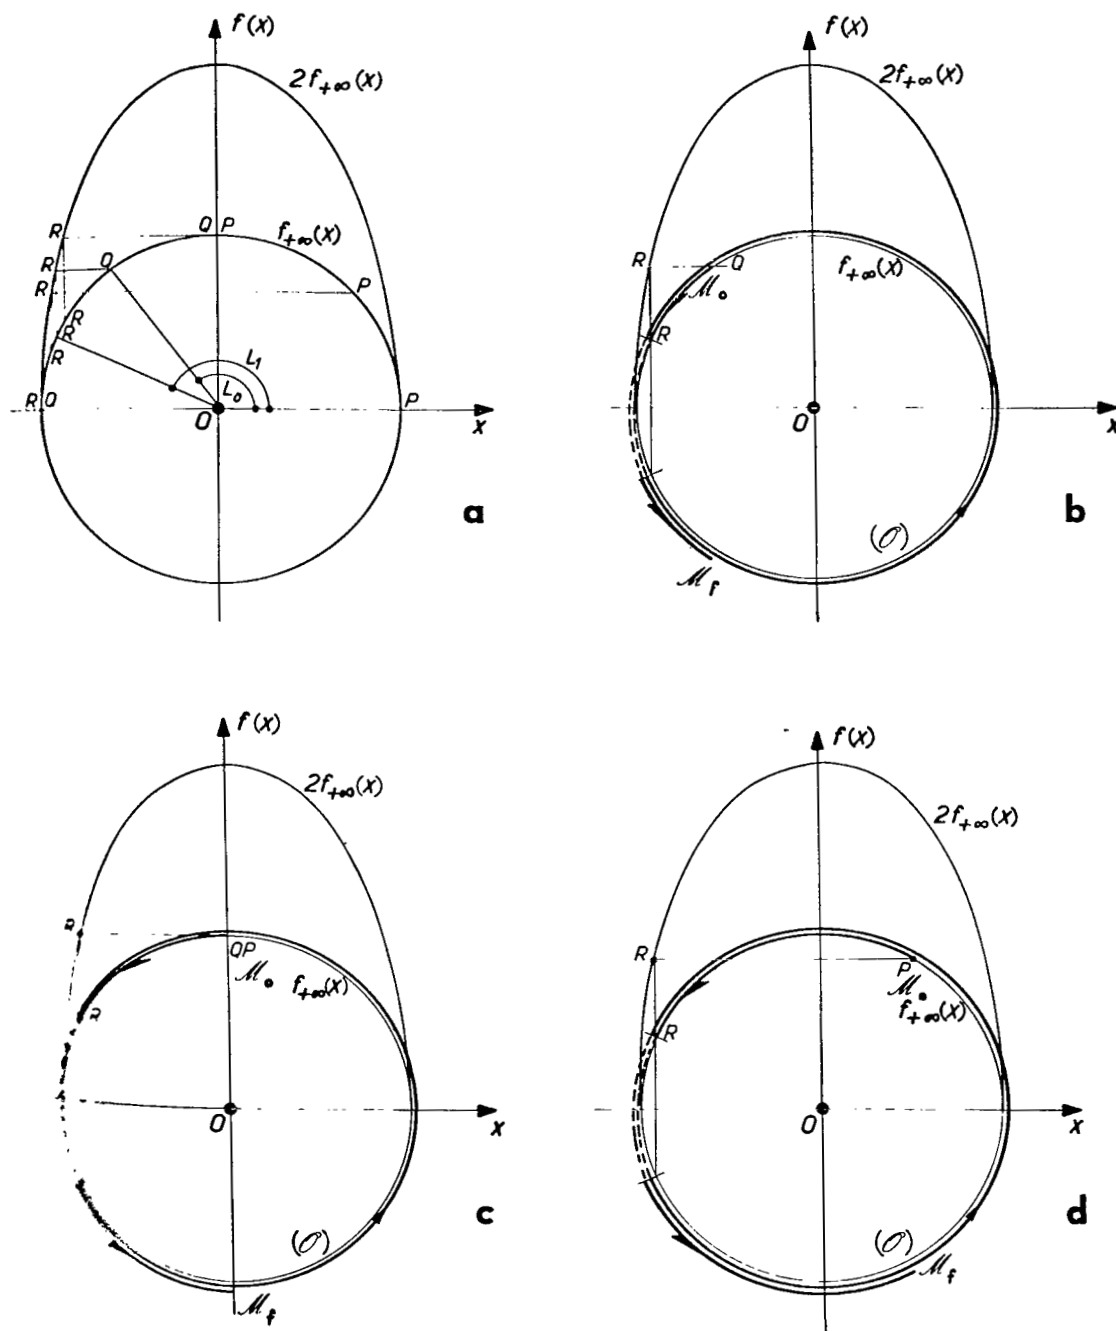 f(x)
2f₊∞(x)
R
Q P
f₊∞(x)
R Q
R P
R
R
R
L₁
L₀
R Q
O
P
x
a
f(x)
2f₊∞(x)
R
Q
f₊∞(x)
ℳ₀
R
O
x
b
(𝒪)
ℳf
f(x)
2f₊∞(x)
R
QP
ℳ₀
f₊∞(x)
R
O
x
c
(𝒪)
ℳf
f(x)
2f₊∞(x)
R
P
ℳ₀
f₊∞(x)
R
O
x
d
(𝒪)
ℳf